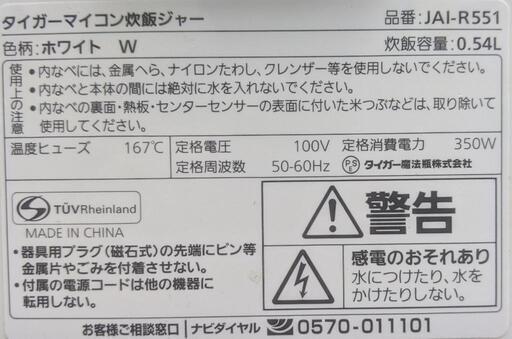 タイガーマイコン炊飯ジャー 品番：JAI-R551
色柄：ホワイト W 炊飯容量：0.54L
使用上の注意
•内なべには、金属へら、ナイロンたわし、クレンザー等を使用しないでください。
•内なべと本体の間には絶対に水を入れないでください。
•内なべの裏面・熱板・センターセンサーの表面に付いた米つぶなどは、取り除いて
使用してください。
温度ヒューズ 167℃ 定格電圧 100V 定格消費電力 350W
定格周波数 50-60Hz PSE タイガー魔法瓶株式会社
TÜVRheinland
MADE IN CHINA
•器具用プラグ(磁石式)の先端にピン等
金属片やごみを付着させない。
•付属の電源コードは他の機器に
転用しない。
警告
感電のおそれあり
水につけたり、水を
かけたりしない。
お客様ご相談窓口 ナビダイヤル 0570-011101